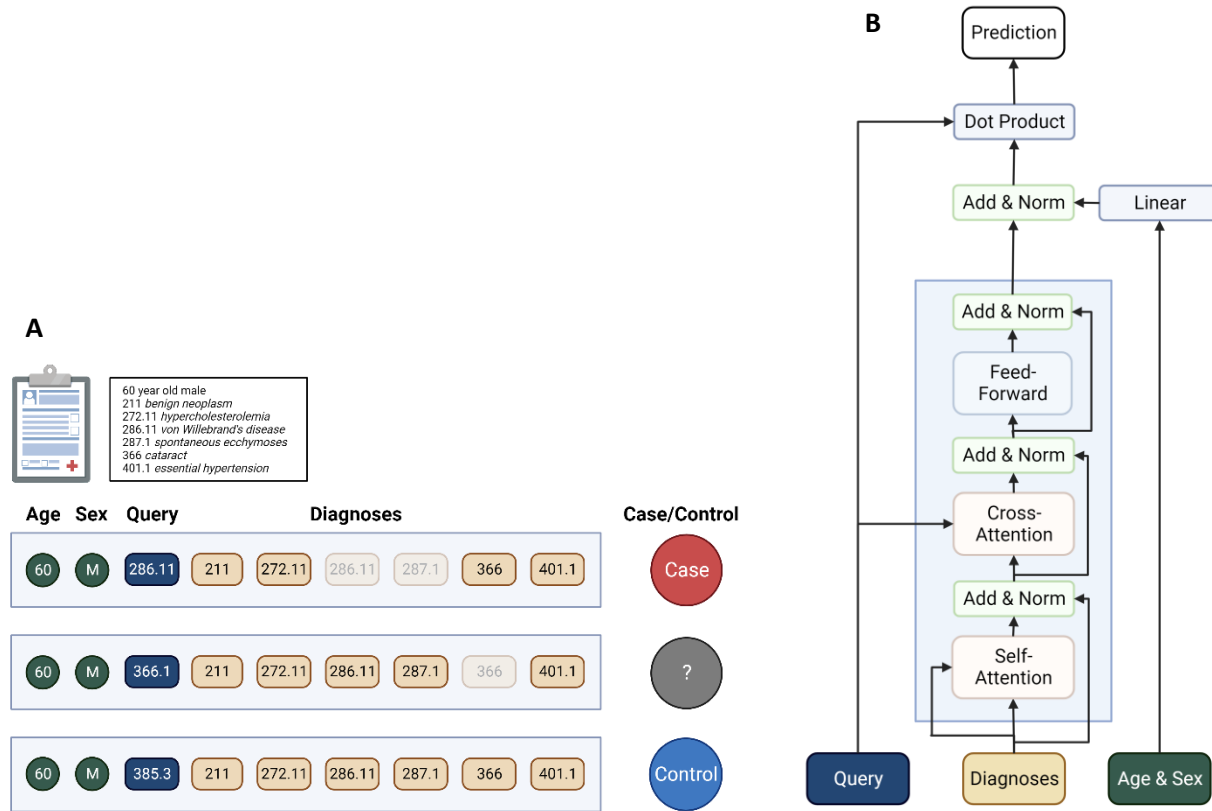 A
60 year old male
211 benign neoplasm
272.11 hypercholesterolemia
286.11 von Willebrand's disease
287.1 spontaneous ecchymoses
366 cataract
401.1 essential hypertension
Age Sex Query Diagnoses Case/Control
60 M 286.11 211 272.11 286.11 287.1 366 401.1 Case
60 M 366.1 211 272.11 286.11 287.1 366 401.1 ?
60 M 385.3 211 272.11 286.11 287.1 366 401.1 Control
B
Prediction
Dot Product
Add & Norm Linear
Add & Norm
Feed-
Forward
Add & Norm
Cross-
Attention
Add & Norm
Self-
Attention
Query Diagnoses Age & Sex